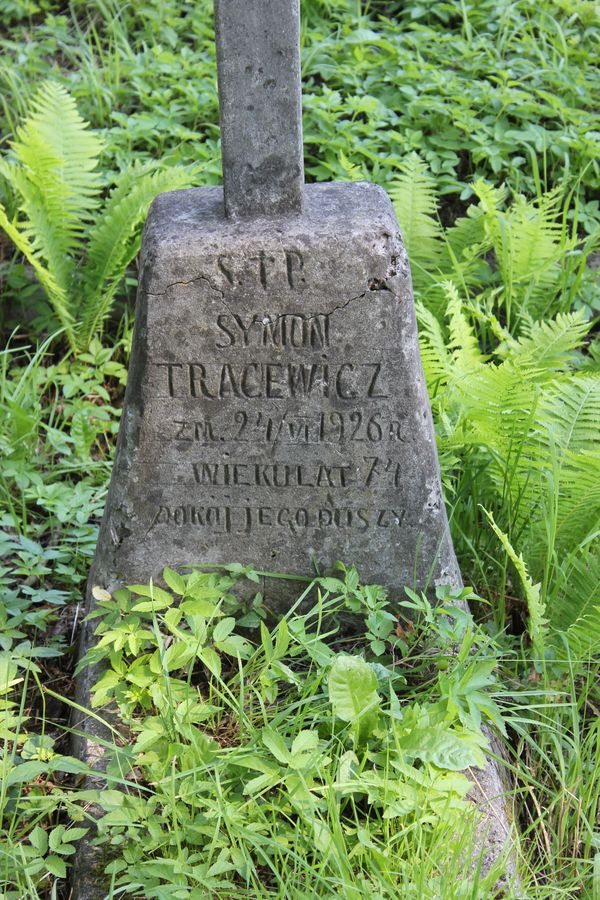 S.†P.
SYMON
TRACEWICZ
ZM. 24/VI 1926 R.
W WIEKU LAT 74
POKÓJ JEGO DUSZY